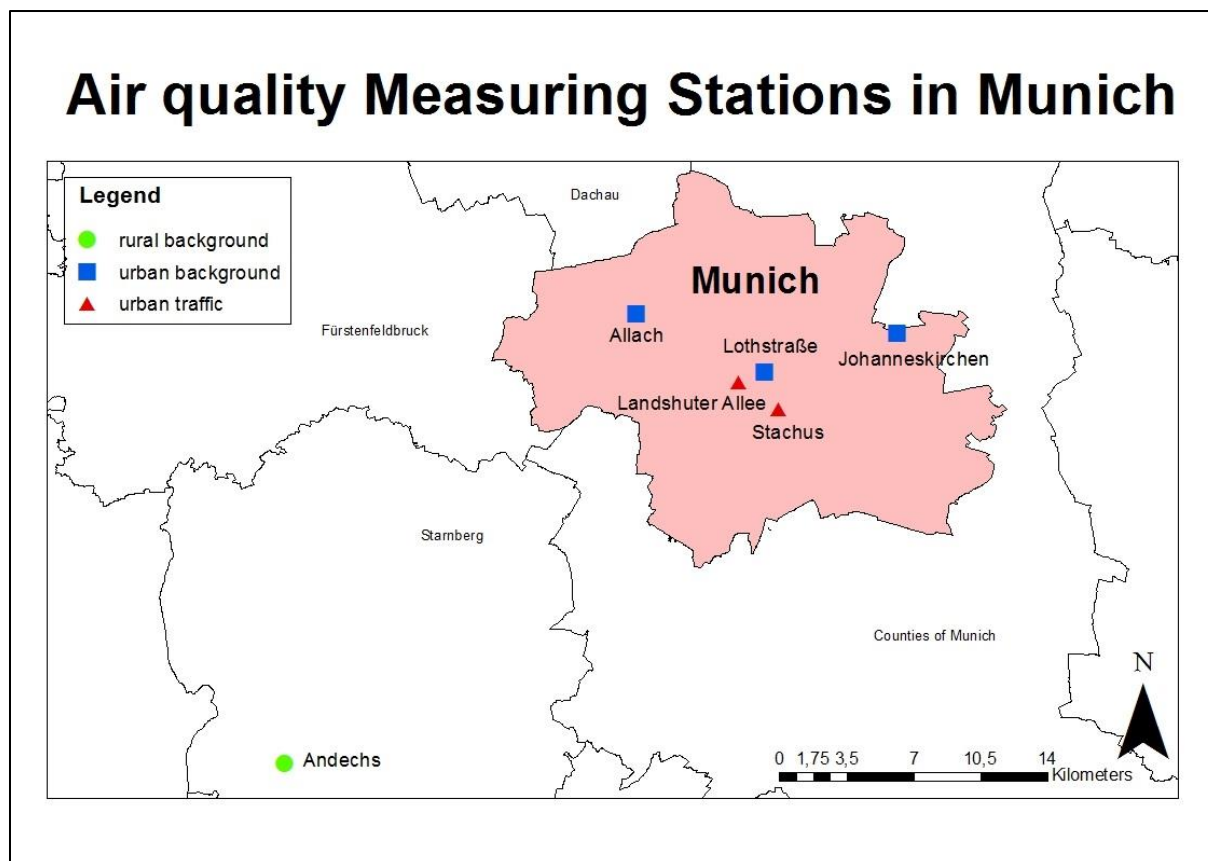 Air quality Measuring Stations in Munich
Legend
rural background
urban background
urban traffic
Dachau
Munich
Fürstenfeldbruck
Allach
Lothstraße
Johanneskirchen
Landshuter Allee
Stachus
Starnberg
Counties of Munich
N
Andechs
0 1,75 3,5 7 10,5 14
Kilometers